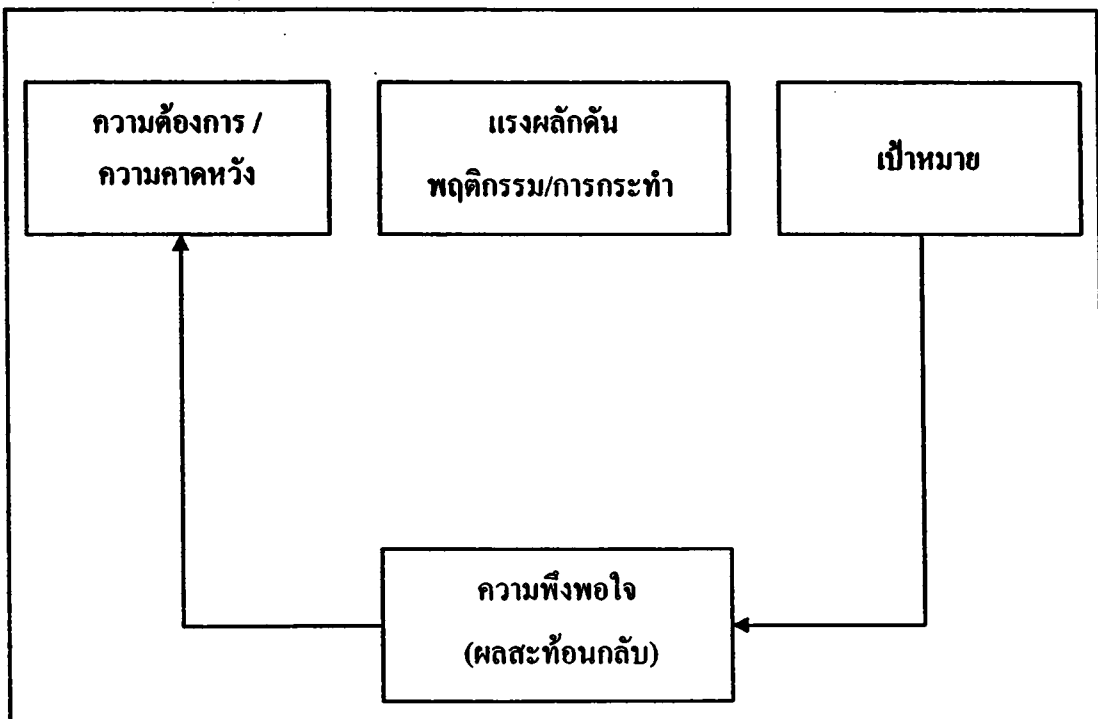 ความต้องการ /
ความคาดหวัง
แรงผลักดัน
พฤติกรรม/การกระทำ
เป้าหมาย
ความพึงพอใจ
(ผลสะท้อนกลับ)